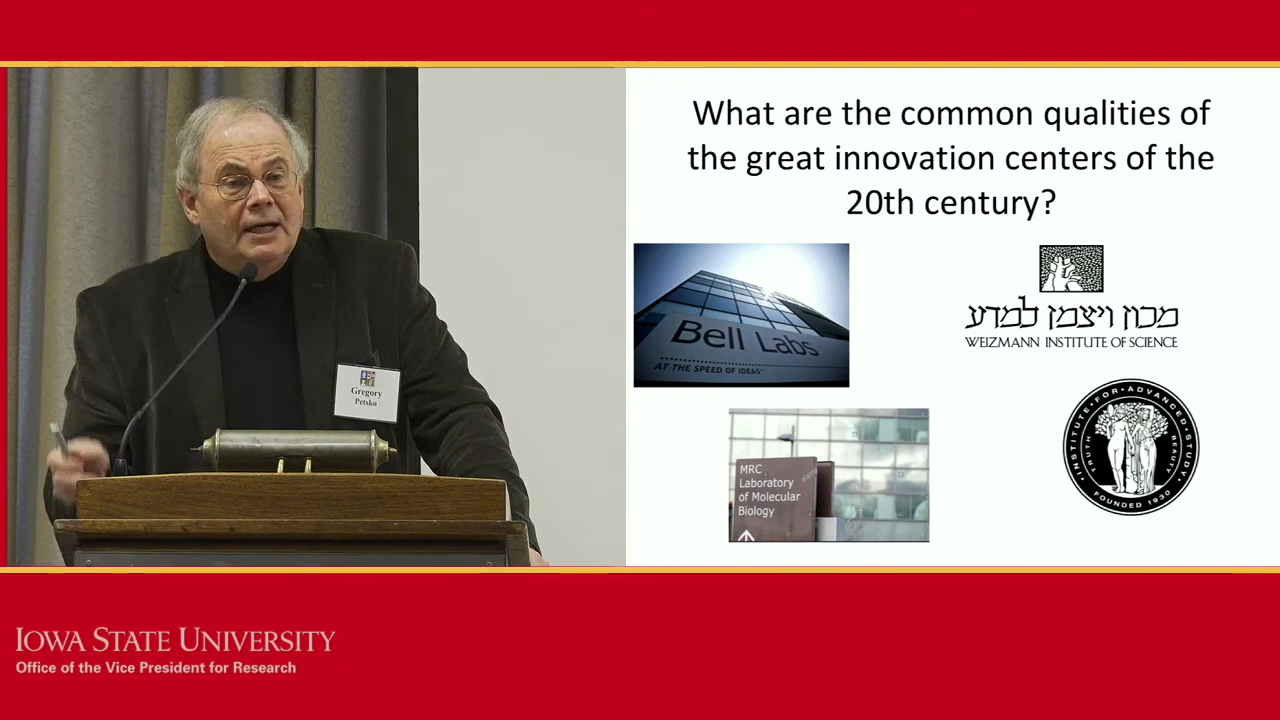 What are the common qualities of
the great innovation centers of the
20th century?
Bell Labs
AT THE SPEED OF IDEAS
מכון ויצמן למדע
WEIZMANN INSTITUTE OF SCIENCE
Gregory
Petsko
MRC
Laboratory
of Molecular
Biology
INSTITUTE FOR ADVANCED STUDY
TRUTH
BEAUTY
FOUNDED 1930
IOWA STATE UNIVERSITY
Office of the Vice President for Research